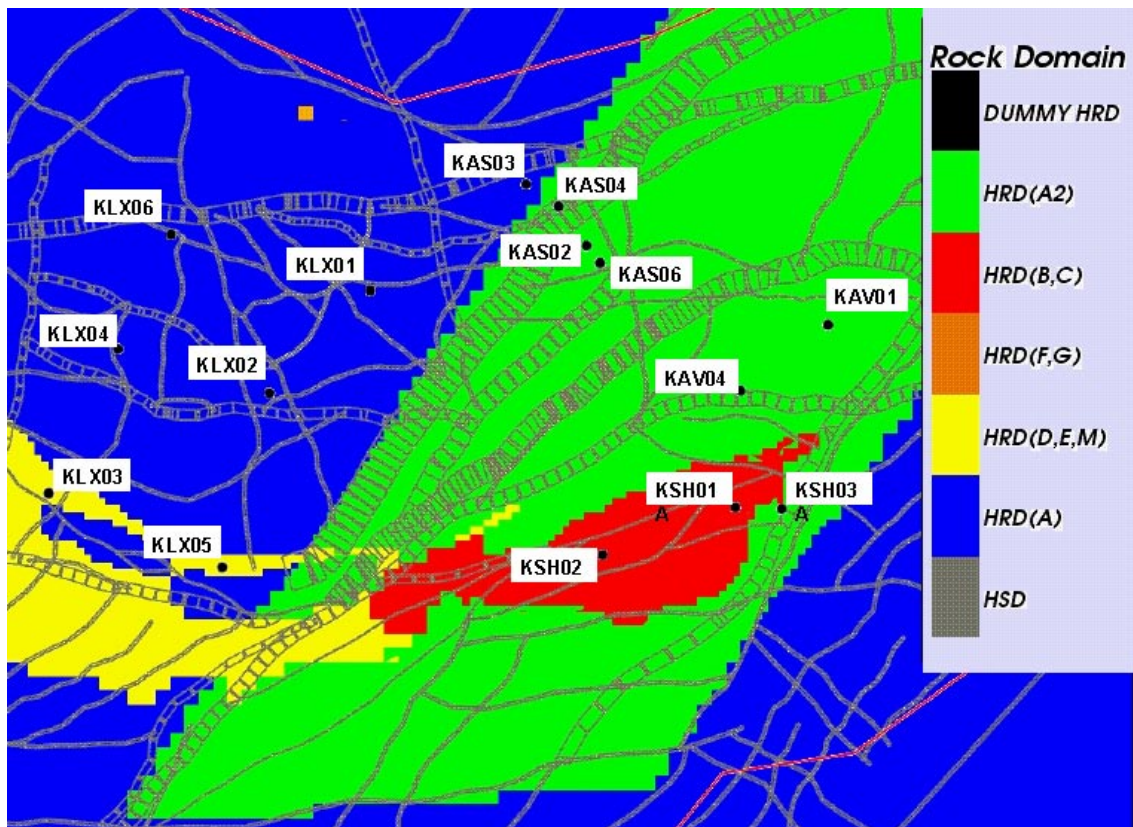 Rock Domain
DUMMY HRD
HRD(A2)
HRD(B,C)
HRD(F,G)
HRD(D,E,M)
HRD(A)
HSD
KAS03
KAS04
KLX06
KAS02
KLX01
KAS06
KAV01
KLX04
KLX02
KAV04
KLX03
KSH01
A
KSH03
A
KLX05
KSH02